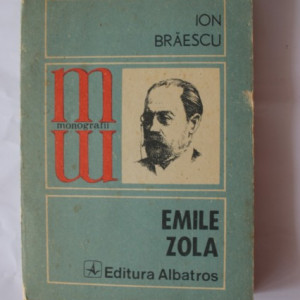 ION
BRĂESCU
m
monografii
m
EMILE
ZOLA
Editura Albatros